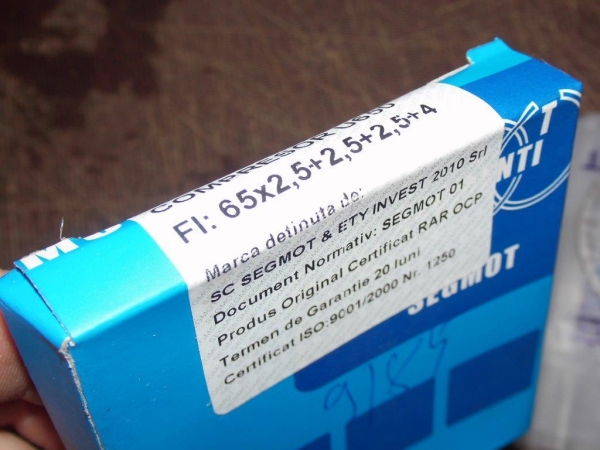 COMPRESOR U650
FI: 65x2,5+2,5+2,5+4
Marca detinuta de:
SC SEGMOT & ETY INVEST 2010 Srl
Document Normativ: SEGMOT 01
Produs Original Certificat RAR OCP
Termen de Garantie 20 luni
Certificat ISO:9001/2000 Nr. 1250
SEGMOT